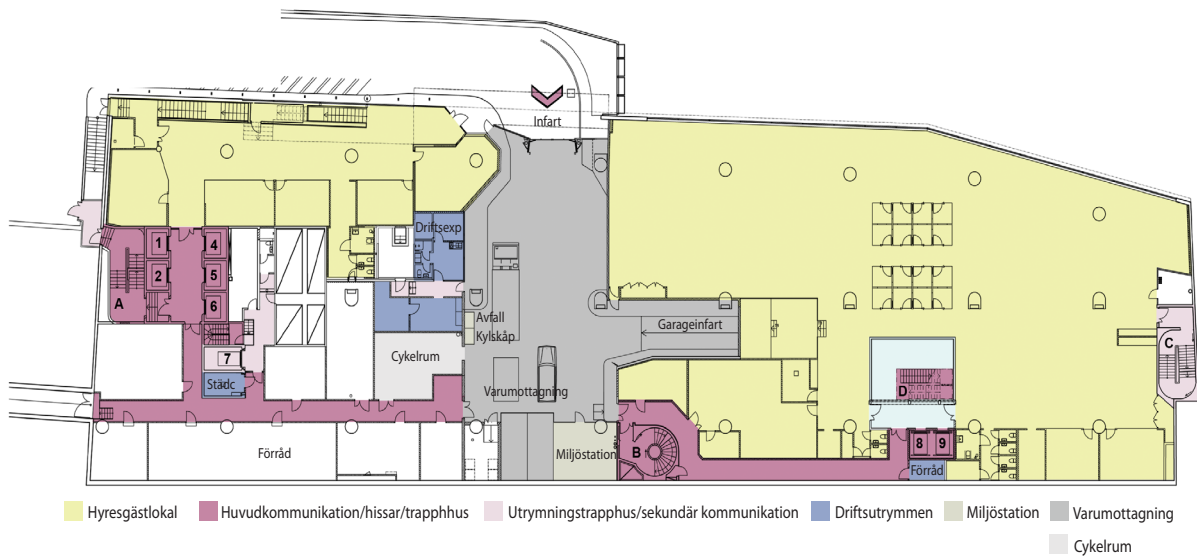 Infart
Driftsexp
1
4
2
5
A
6
Avfall
Kylskåp
Garageinfart
7
Cykelrum
C
Städc
Varumottagning
D
8
9
B
Förråd
Miljöstation
Förråd
Hyresgästlokal
Huvudkommunikation/hissar/trapphhus
Utrymningstrapphus/sekundär kommunikation
Driftsutrymmen
Miljöstation
Varumottagning
Cykelrum